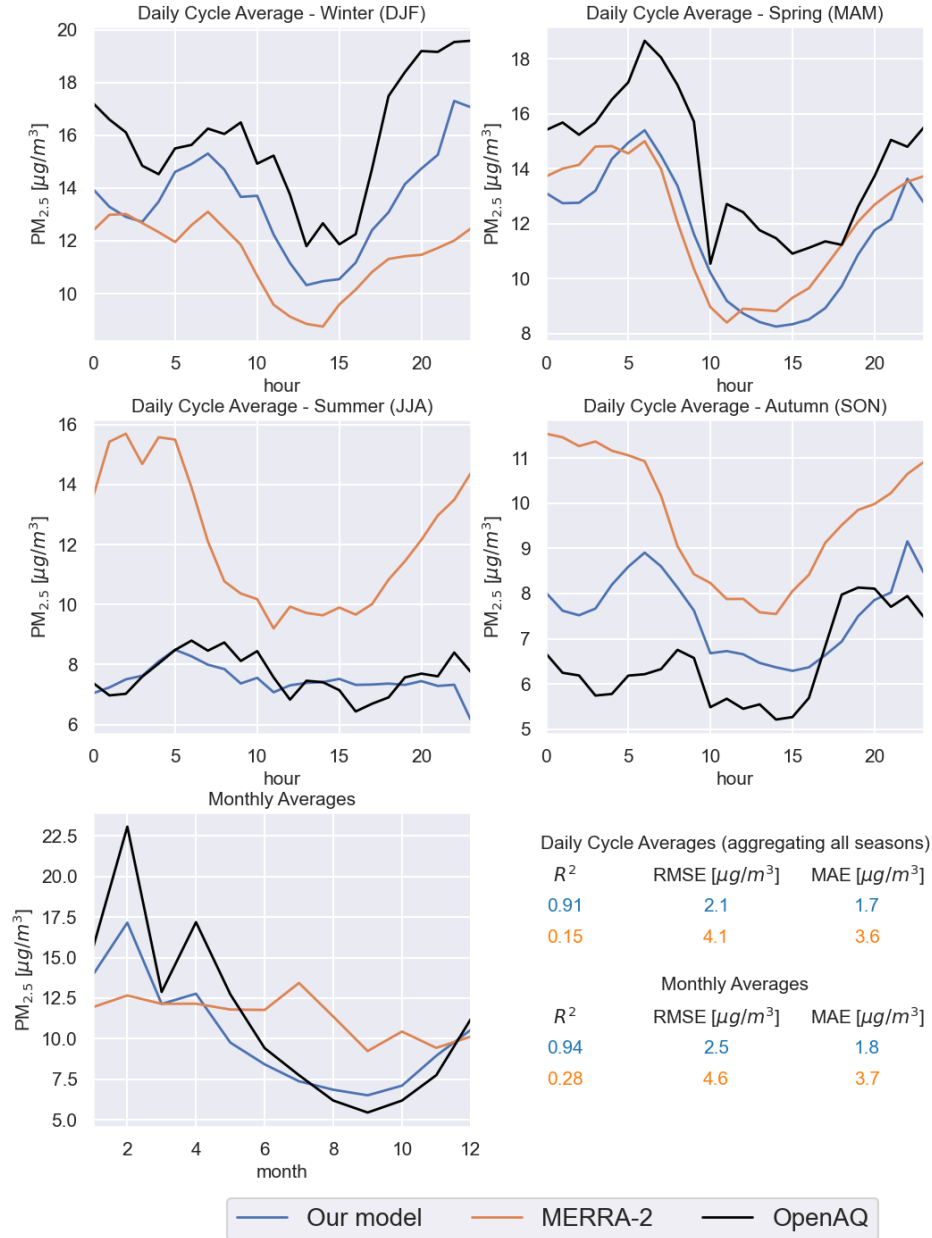 Daily Cycle Average - Winter (DJF)
20
18
16
14
12
10
PM2.5 [μg/m³]
0 5 10 15 20
hour
Daily Cycle Average - Spring (MAM)
18
16
14
12
10
8
PM2.5 [μg/m³]
0 5 10 15 20
hour
Daily Cycle Average - Summer (JJA)
16
14
12
10
8
6
PM2.5 [μg/m³]
0 5 10 15 20
hour
Daily Cycle Average - Autumn (SON)
11
10
9
8
7
6
5
PM2.5 [μg/m³]
0 5 10 15 20
hour
Monthly Averages
22.5
20.0
17.5
15.0
12.5
10.0
7.5
5.0
PM2.5 [μg/m³]
2 4 6 8 10 12
month
Daily Cycle Averages (aggregating all seasons)
R² RMSE [μg/m³] MAE [μg/m³]
0.91 2.1 1.7
0.15 4.1 3.6
Monthly Averages
R² RMSE [μg/m³] MAE [μg/m³]
0.94 2.5 1.8
0.28 4.6 3.7
Our model MERRA-2 OpenAQ